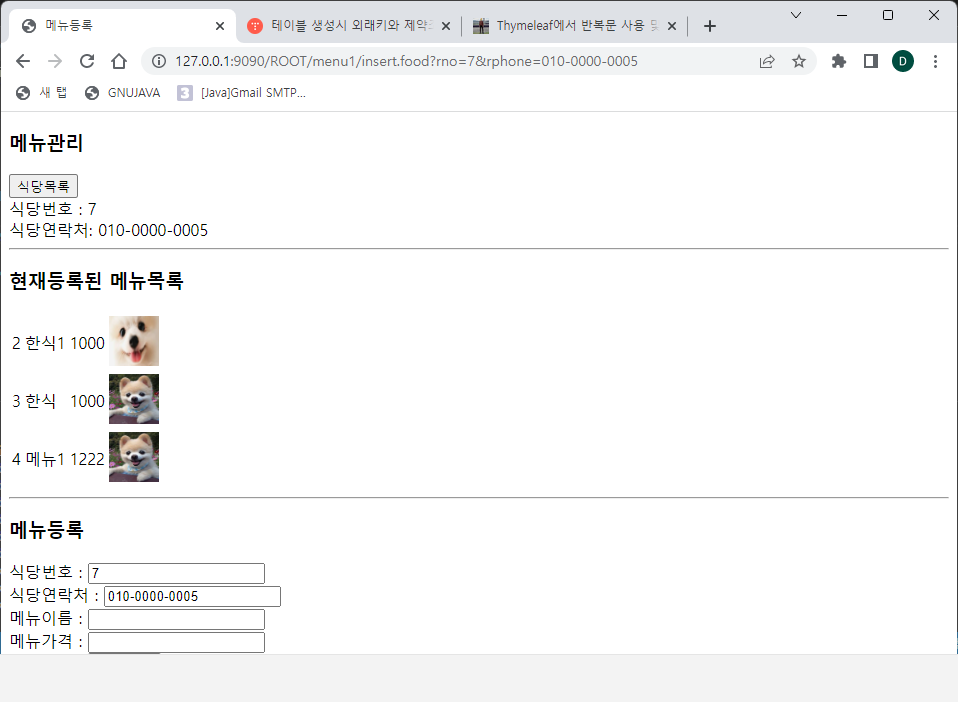 메뉴등록
테이블 생성시 외래키와 제약
Thymeleaf에서 반복문 사용 및
127.0.0.1:9090/ROOT/menu1/insert.food?rno=7&rphone=010-0000-0005
D
새 탭
GNUJAVA
3 [Java]Gmail SMTP...
메뉴관리
식당목록
식당번호 : 7
식당연락처: 010-0000-0005
현재등록된 메뉴목록
2 한식1 1000
3 한식 1000
4 메뉴1 1222
메뉴등록
식당번호 : 7
식당연락처 : 010-0000-0005
메뉴이름 :
메뉴가격 :